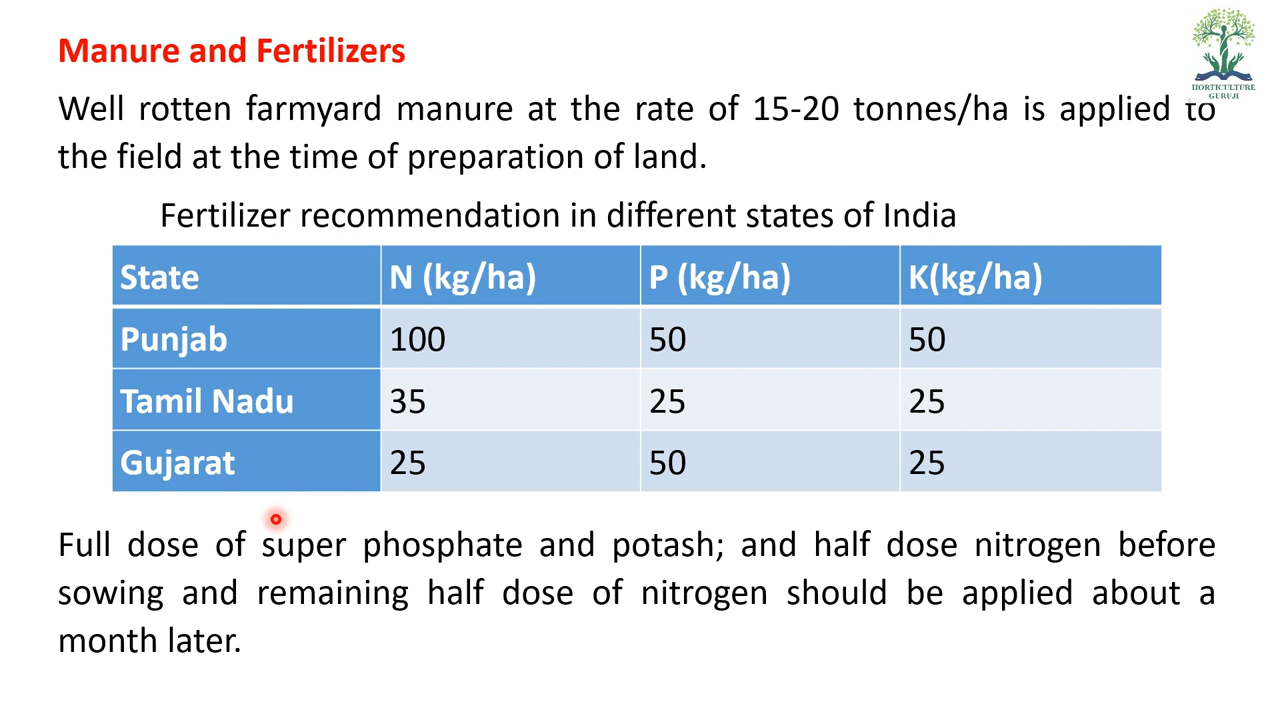 Manure and Fertilizers
HORTICULTURE
GURUJI
Well rotten farmyard manure at the rate of 15-20 tonnes/ha is applied to
the field at the time of preparation of land.
Fertilizer recommendation in different states of India
State N (kg/ha) P (kg/ha) K(kg/ha)
Punjab 100 50 50
Tamil Nadu 35 25 25
Gujarat 25 50 25
Full dose of super phosphate and potash; and half dose nitrogen before
sowing and remaining half dose of nitrogen should be applied about a
month later.